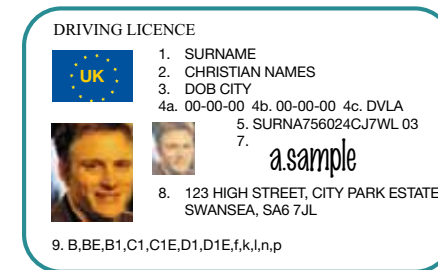 DRIVING LICENCE
UK
1. SURNAME
2. CHRISTIAN NAMES
3. DOB CITY
4a. 00-00-00 4b. 00-00-00 4c. DVLA
5. SURNA756024CJ7WL 03
7.
a.sample
8. 123 HIGH STREET, CITY PARK ESTATE
SWANSEA, SA6 7JL
9. B,BE,B1,C1,C1E,D1,D1E,f,k,l,n,p